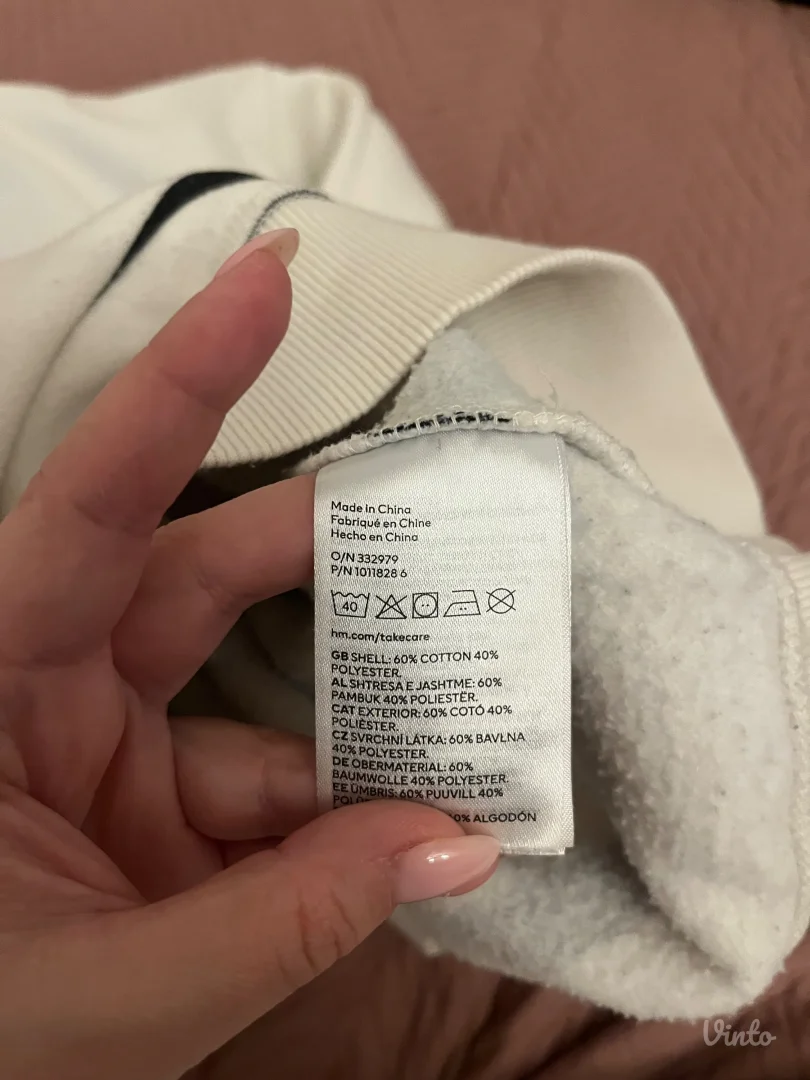 Made in China
Fabriqué en Chine
Hecho en China
O/N 332979
P/N 1011828 6
40
hm.com/takecare
GB SHELL: 60% COTTON 40%
POLYESTER.
AL SHTRESA E JASHTME: 60%
PAMBUK 40% POLIESTËR.
CAT EXTERIOR: 60% COTÓ 40%
POLIÈSTER.
CZ SVRCHNÍ LÁTKA: 60% BAVLNA
40% POLYESTER.
DE OBERMATERIAL: 60%
BAUMWOLLE 40% POLYESTER.
EE ÜMBRIS: 60% PUUVILL 40%
ALGODÓN
Vinto